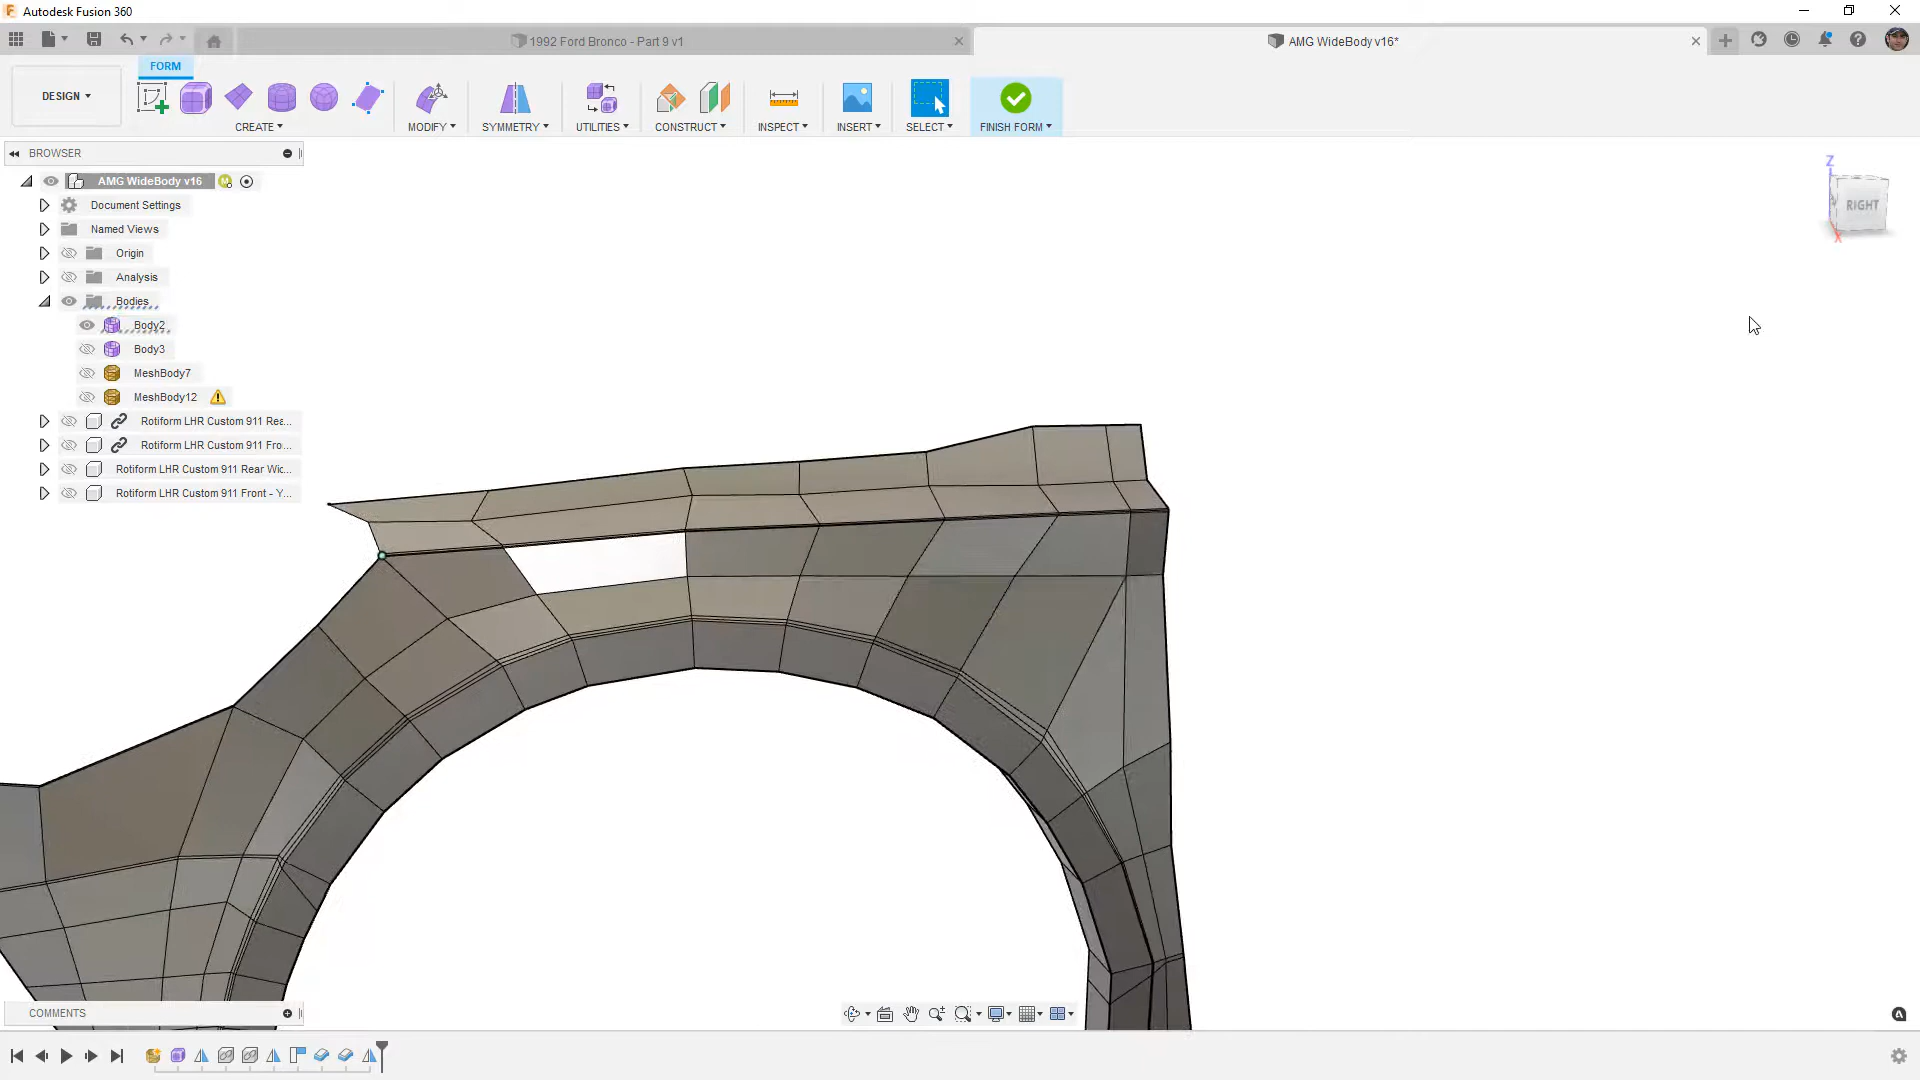 Autodesk Fusion 360
1992 Ford Bronco - Part 9 v1
AMG WideBody v16*
FORM
DESIGN
CREATE
MODIFY
SYMMETRY
UTILITIES
CONSTRUCT
INSPECT
INSERT
SELECT
FINISH FORM
BROWSER
AMG WideBody v16
Document Settings
Named Views
Origin
Analysis
Bodies
Body2
Body3
MeshBody7
MeshBody12
Rotiform LHR Custom 911 Rea...
Rotiform LHR Custom 911 Fro...
Rotiform LHR Custom 911 Rear Wid...
Rotiform LHR Custom 911 Front - Y...
Z
RIGHT
X
COMMENTS